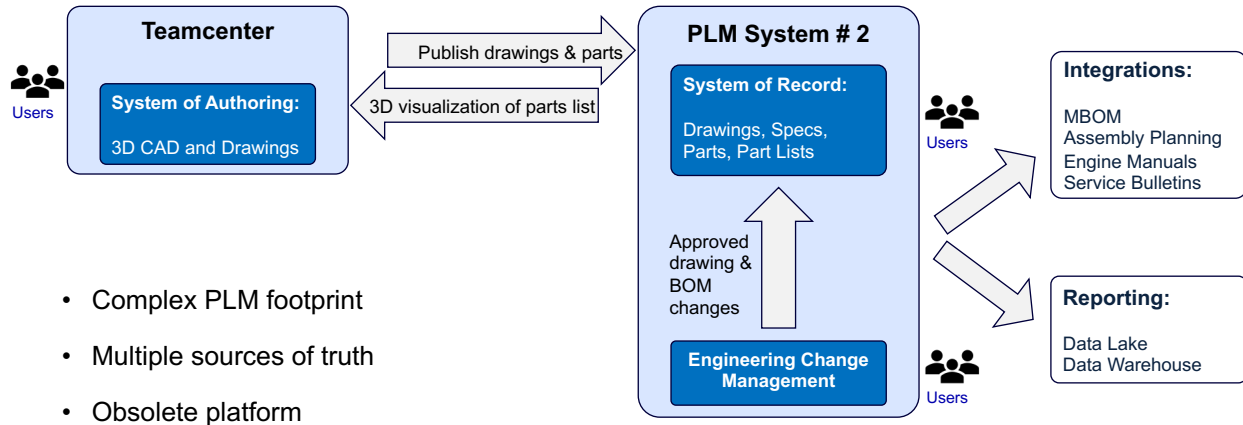 Teamcenter
Users
System of Authoring:
3D CAD and Drawings
Publish drawings & parts
3D visualization of parts list
PLM System # 2
System of Record:
Drawings, Specs,
Parts, Part Lists
Users
Approved
drawing &
BOM
changes
Engineering Change
Management
Users
Integrations:
MBOM
Assembly Planning
Engine Manuals
Service Bulletins
Reporting:
Data Lake
Data Warehouse
• Complex PLM footprint
• Multiple sources of truth
• Obsolete platform